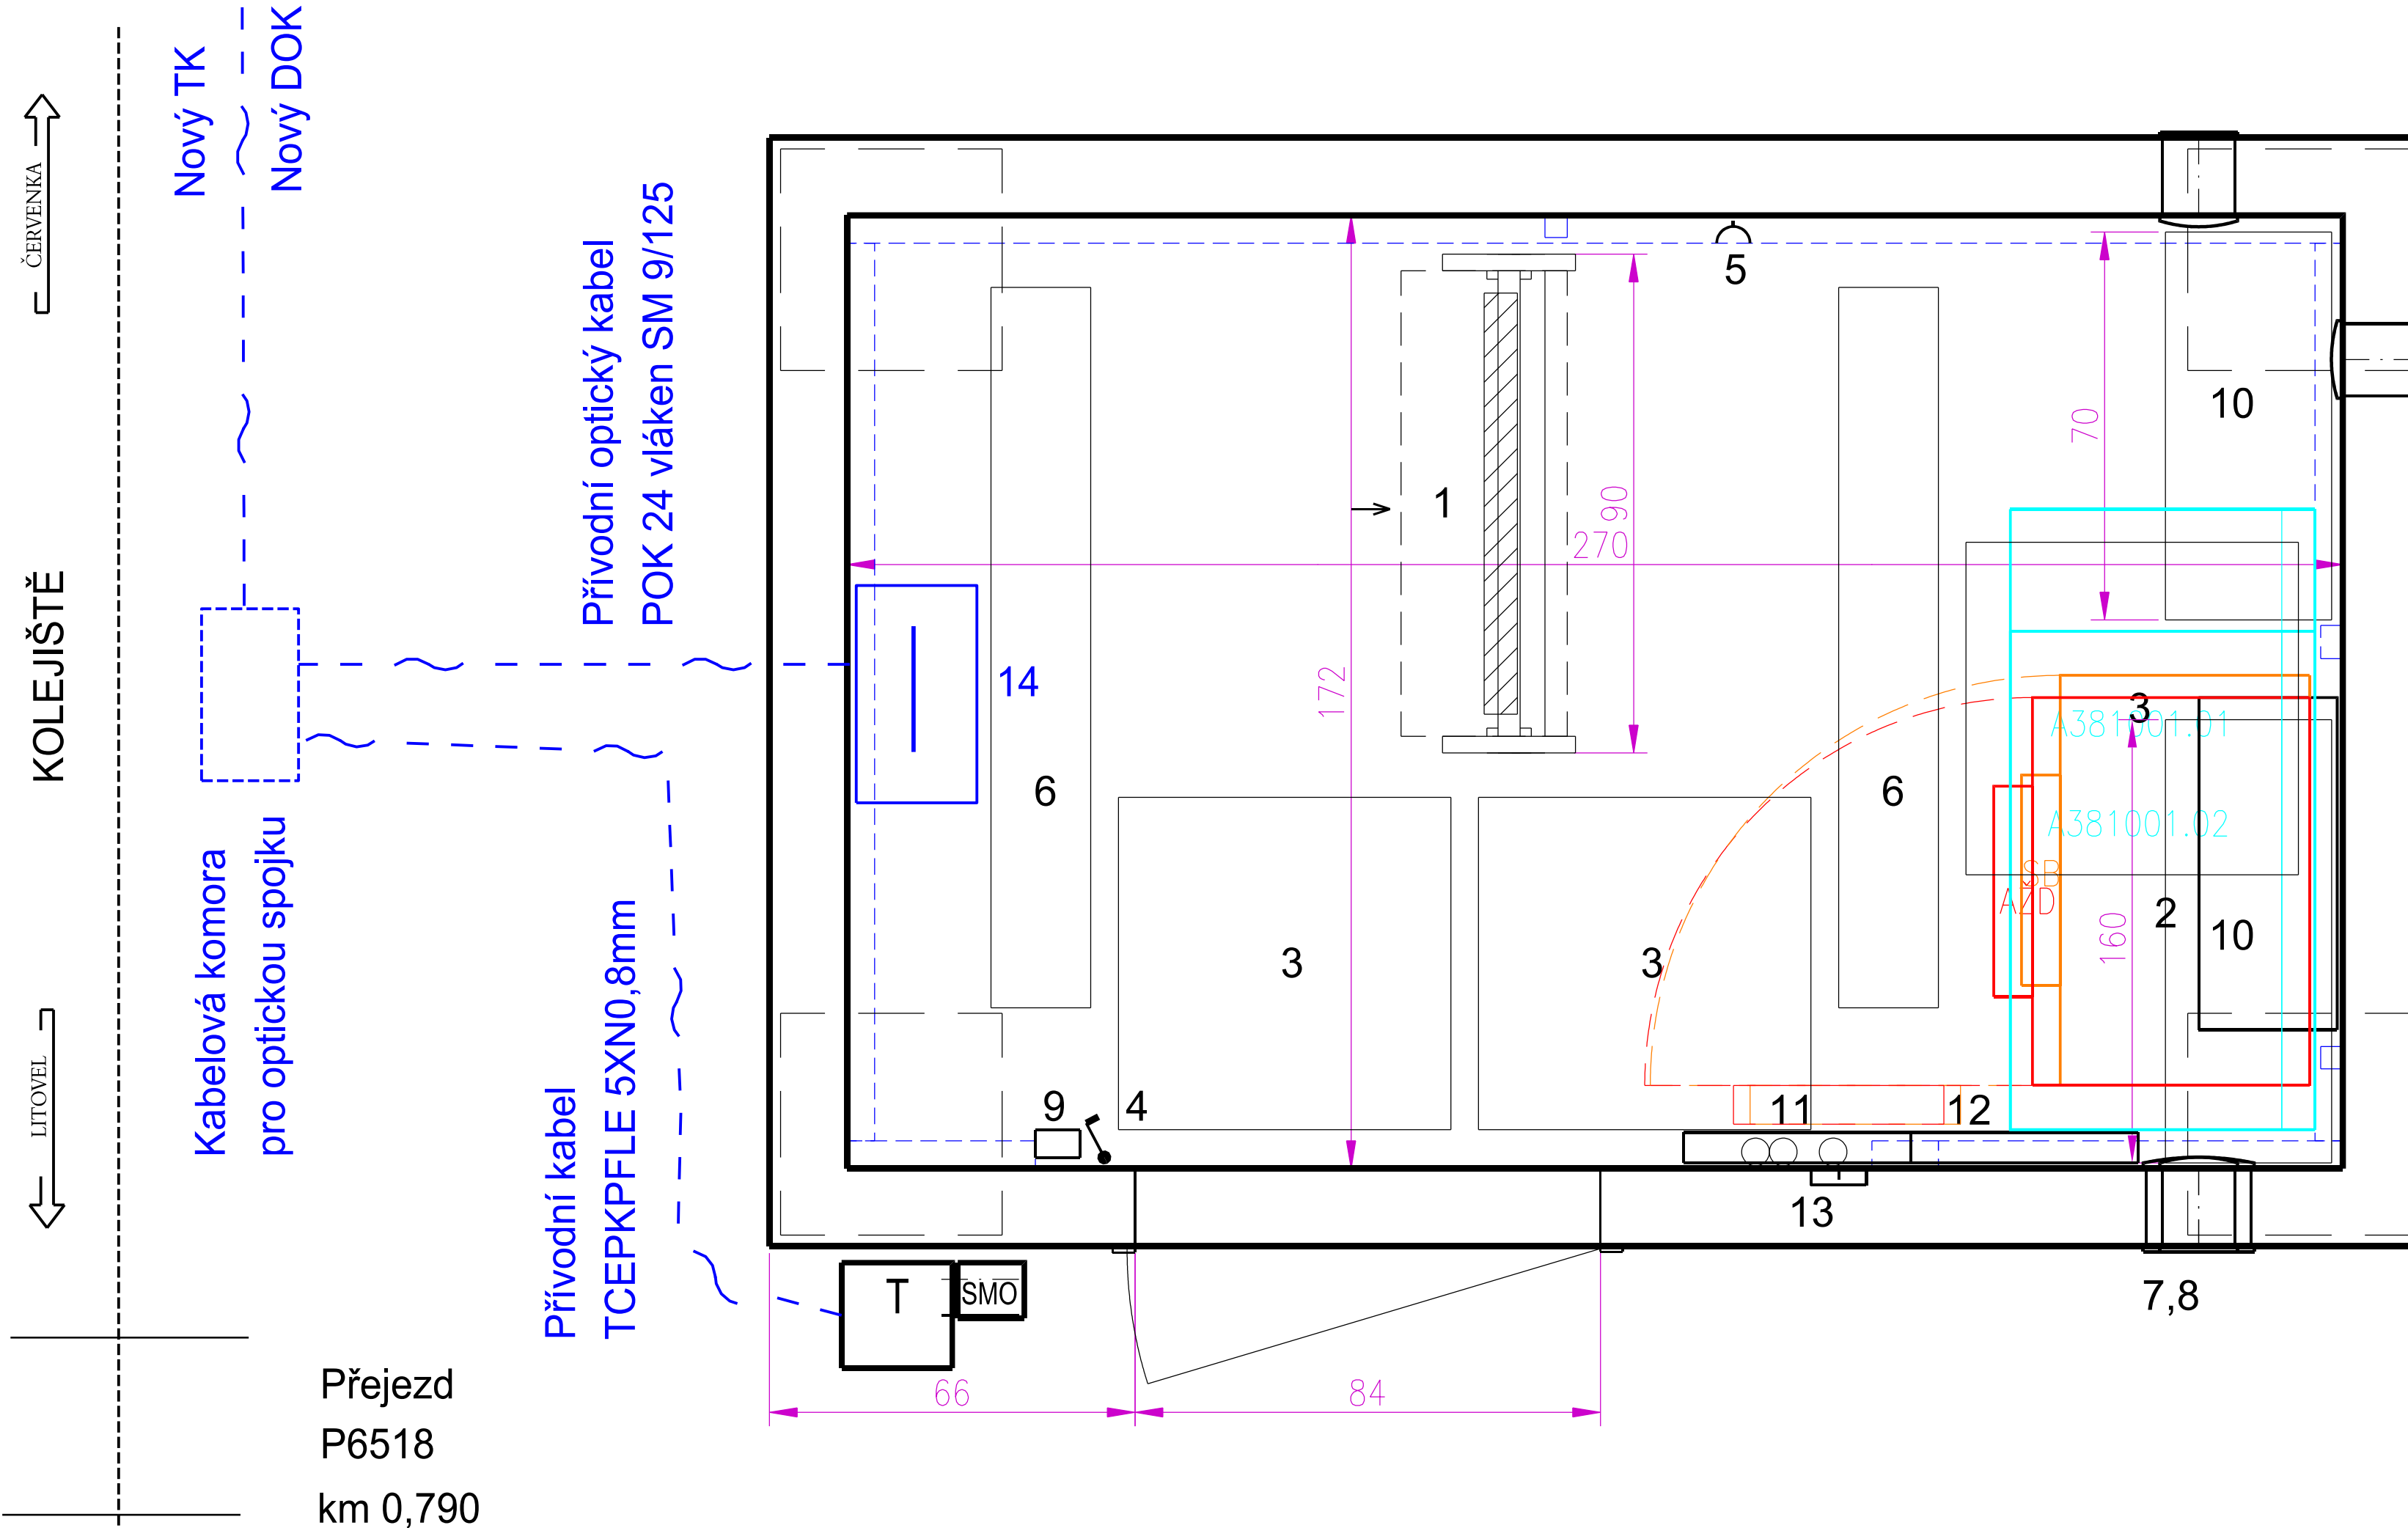 ČERVENKA
KOLEJIŠTĚ
LITOVEL
Nový TK
Nový DOK
Kabelová komora
pro optickou spojku
Přívodní optický kabel
POK 24 vláken SM 9/125
Přívodní kabel
TCEPKPFLE 5XN0,8mm
5
10
70
1
90
270
172
14
6
6
3
A381001.01
A381001.02
ŠB
AŽD
2
10
160
3
3
9
4
11
12
13
T
SMO
7,8
66
84
Přejezd
P6518
km 0,790